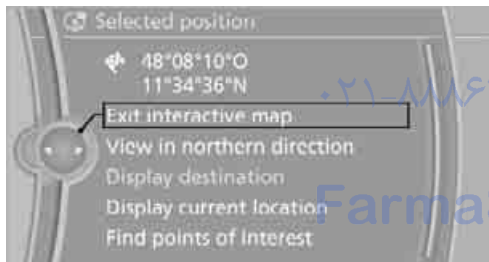 Selected position
48°08'10"O
11°34'36"N
Exit interactive map
View in northern direction
Display destination
Display current location
Find points of Interest
۰۲۱-۸۸۸۶
Farma